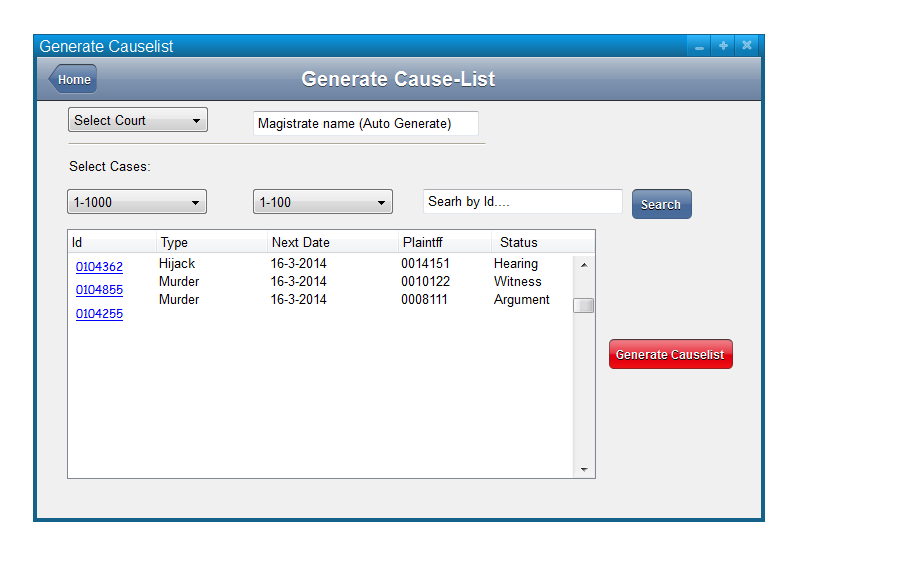 Generate Causelist
Home
Generate Cause-List
Select Court
Magistrate name (Auto Generate)
Select Cases:
1-1000
1-100
Searh by Id....
Search
Id Type Next Date Plaintff Status
0104362 Hijack 16-3-2014 0014151 Hearing
0104855 Murder 16-3-2014 0010122 Witness
0104255 Murder 16-3-2014 0008111 Argument
Generate Causelist